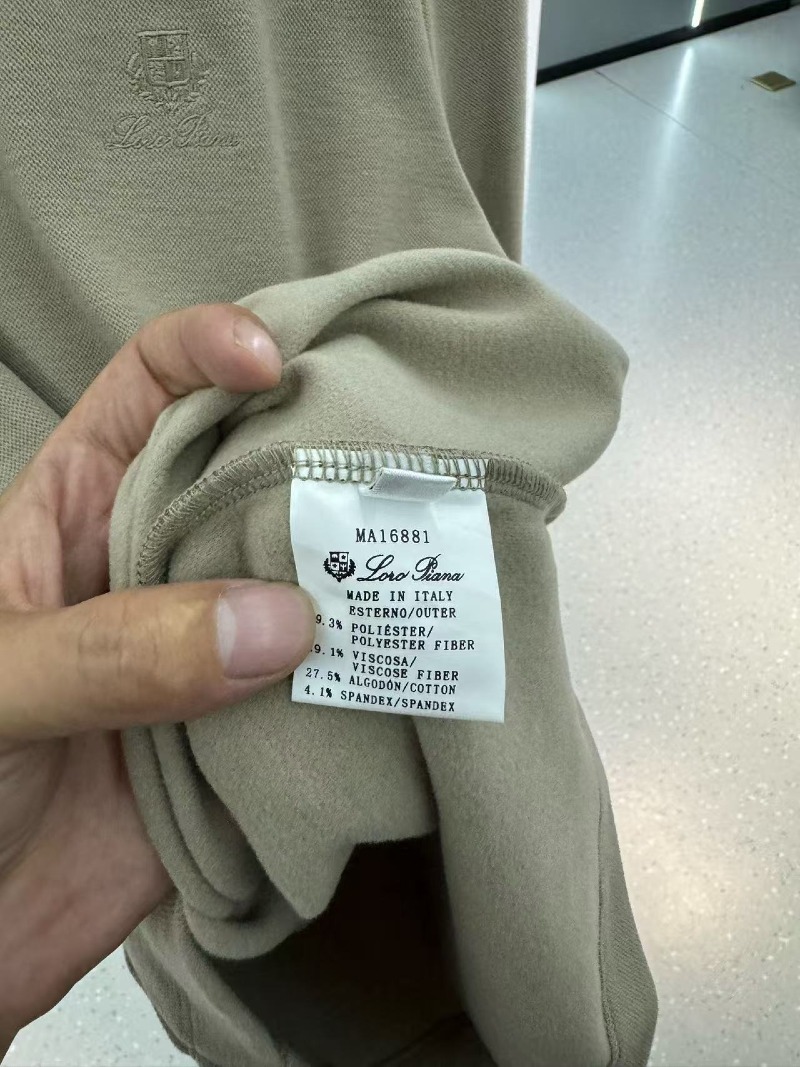 Loro Piana
MA16881
Loro Piana
MADE IN ITALY
ESTERNO/OUTER
9.3% POLIÉSTER/
POLYESTER FIBER
9.1% VISCOSA/
VISCOSE FIBER
27.5% ALGODÓN/COTTON
4.1% SPANDEX/SPANDEX